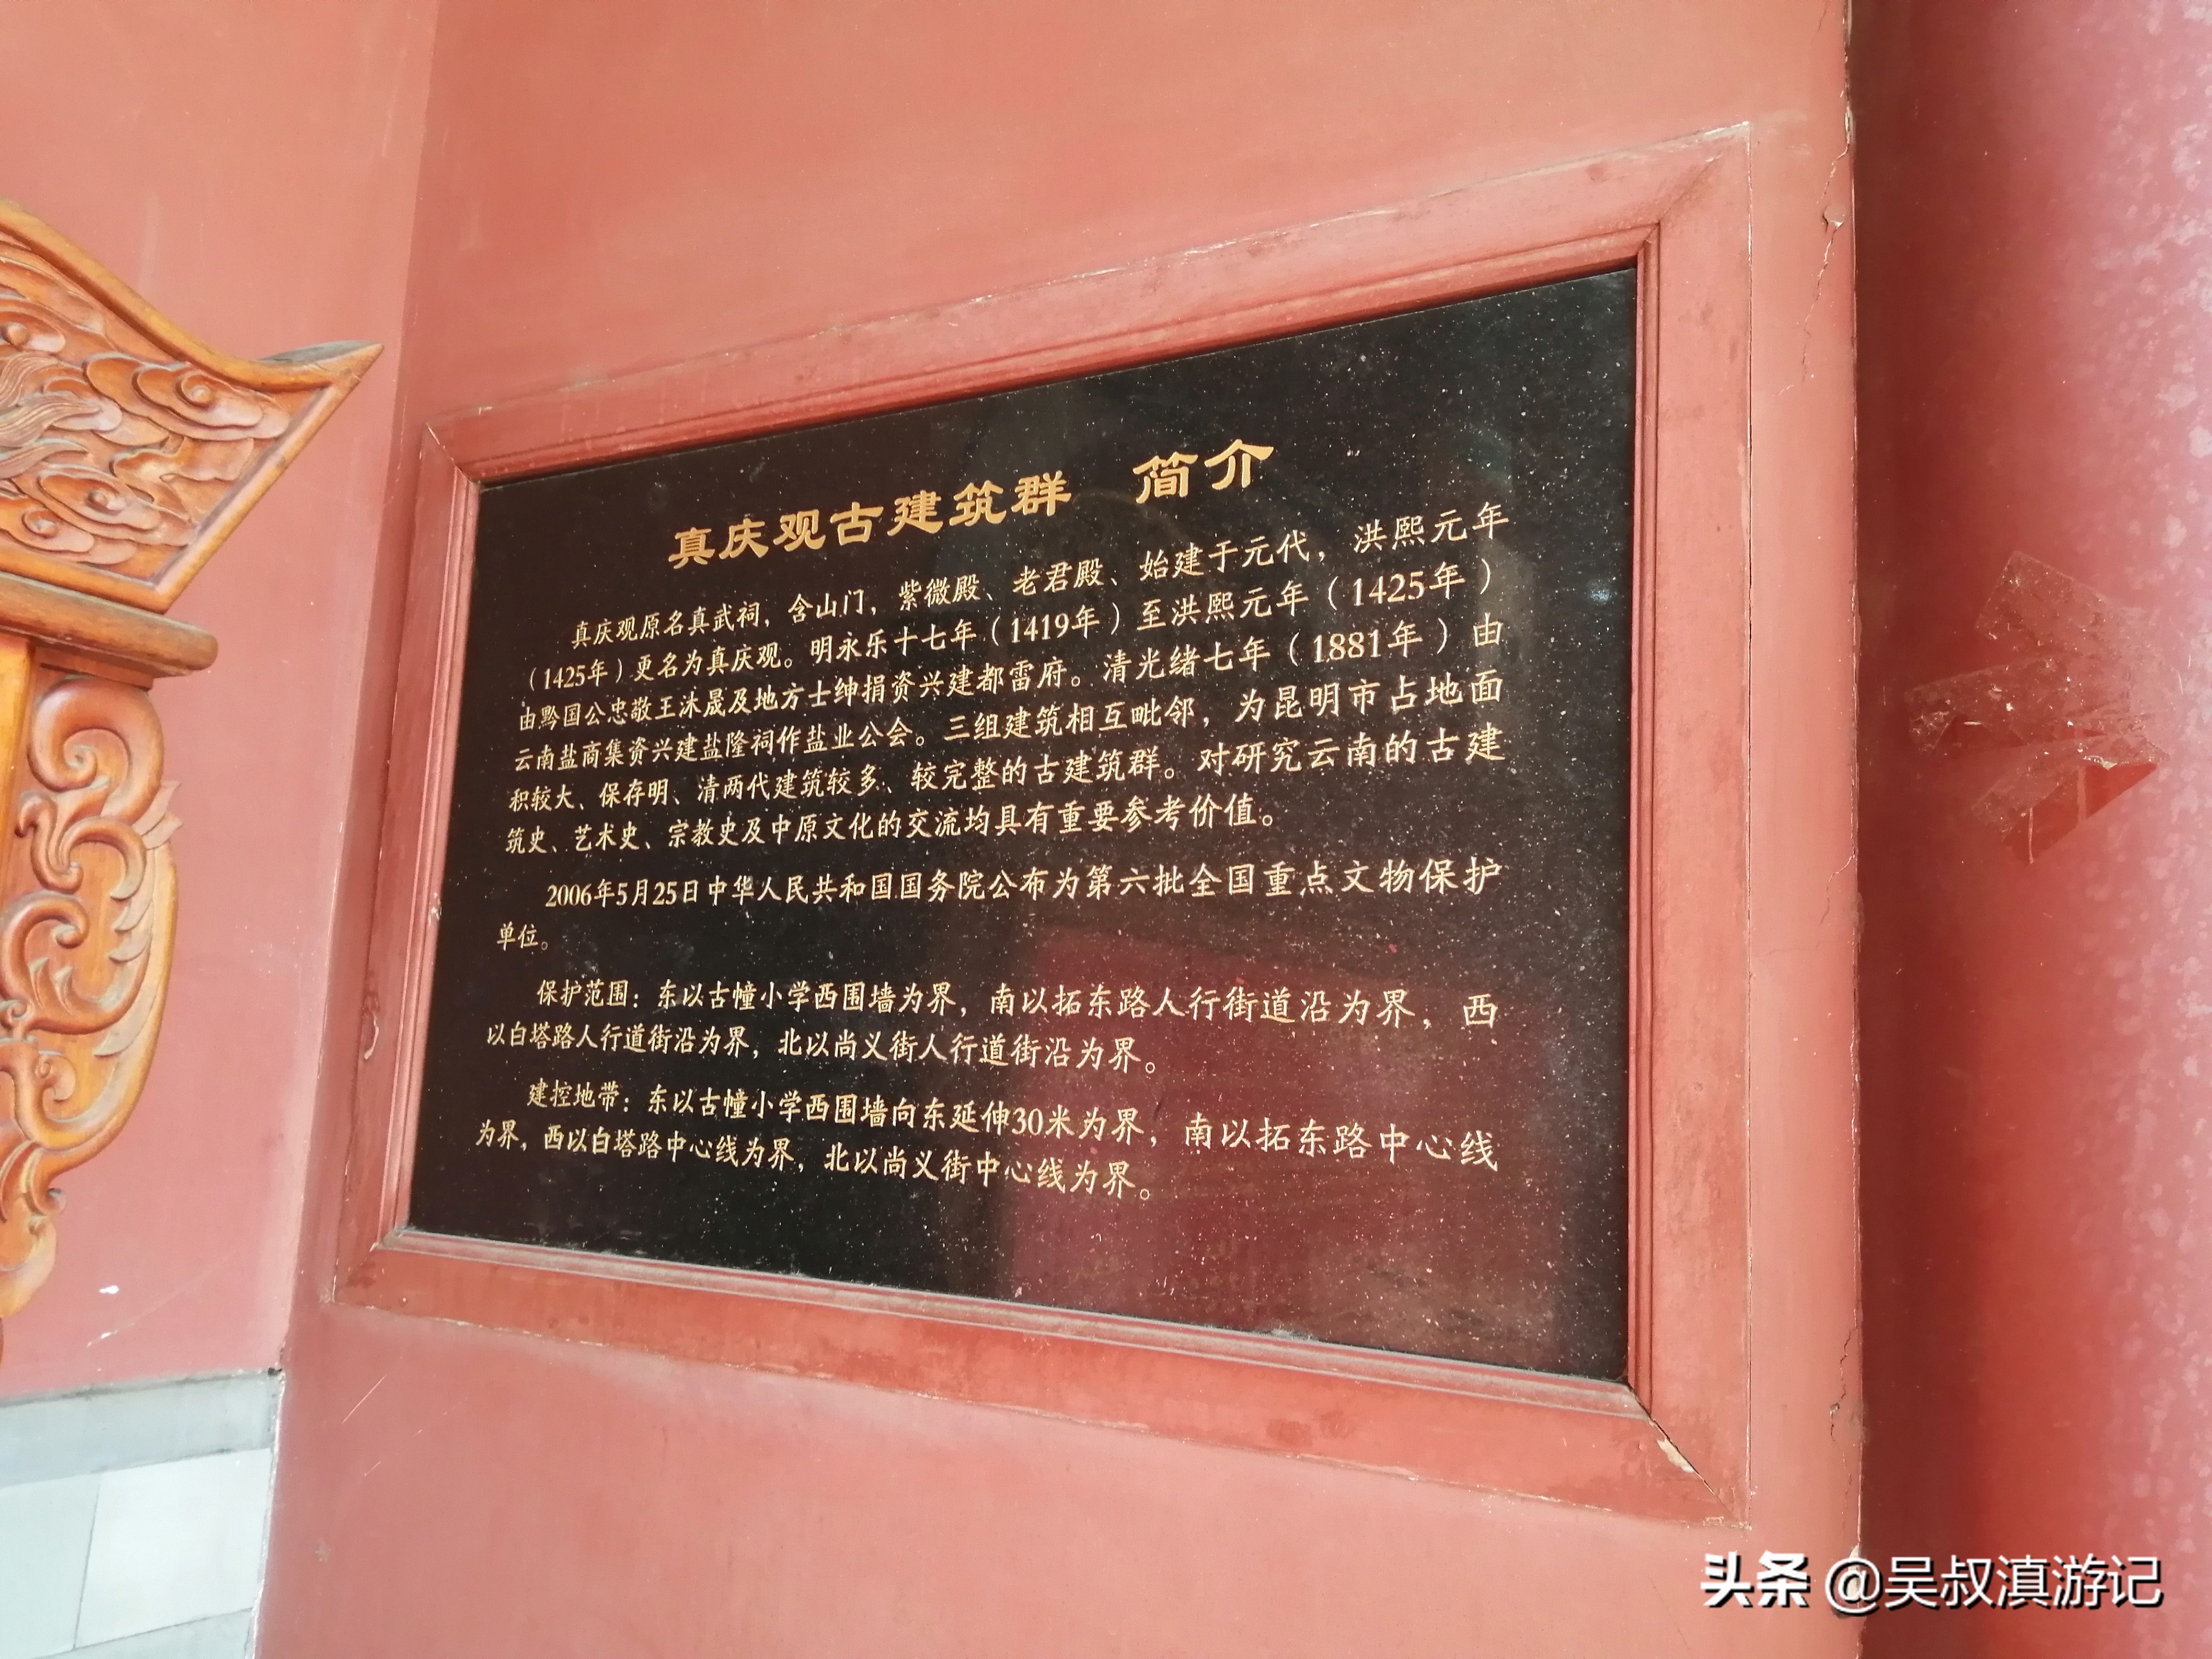 真庆观古建筑群 简介
真庆观原名真武祠，含山门，紫微殿、老君殿、始建于元代，洪熙元年
（1425年）更名为真庆观。明永乐十七年（1419年）至洪熙元年（1425年）
由黔国公忠敬王沐晟及地方士绅捐资兴建都雷府。清光绪七年（1881年）由
云南盐商集资兴建盐隆祠作盐业公会。三组建筑相互毗邻，为昆明市占地面
积较大、保存明、清两代建筑较多、较完整的古建筑群。对研究云南的古建
筑史、艺术史、宗教史及中原文化的交流均具有重要参考价值。
2006年5月25日中华人民共和国国务院公布为第六批全国重点文物保护
单位。
保护范围：东以古幢小学西围墙为界，南以拓东路人行街道沿为界，西
以白塔路人行道街沿为界，北以尚义街人行道街沿为界。
建控地带：东以古幢小学西围墙向东延伸30米为界，南以拓东路中心线
为界，西以白塔路中心线为界，北以尚义街中心线为界。
头条 @吴叔滇游记